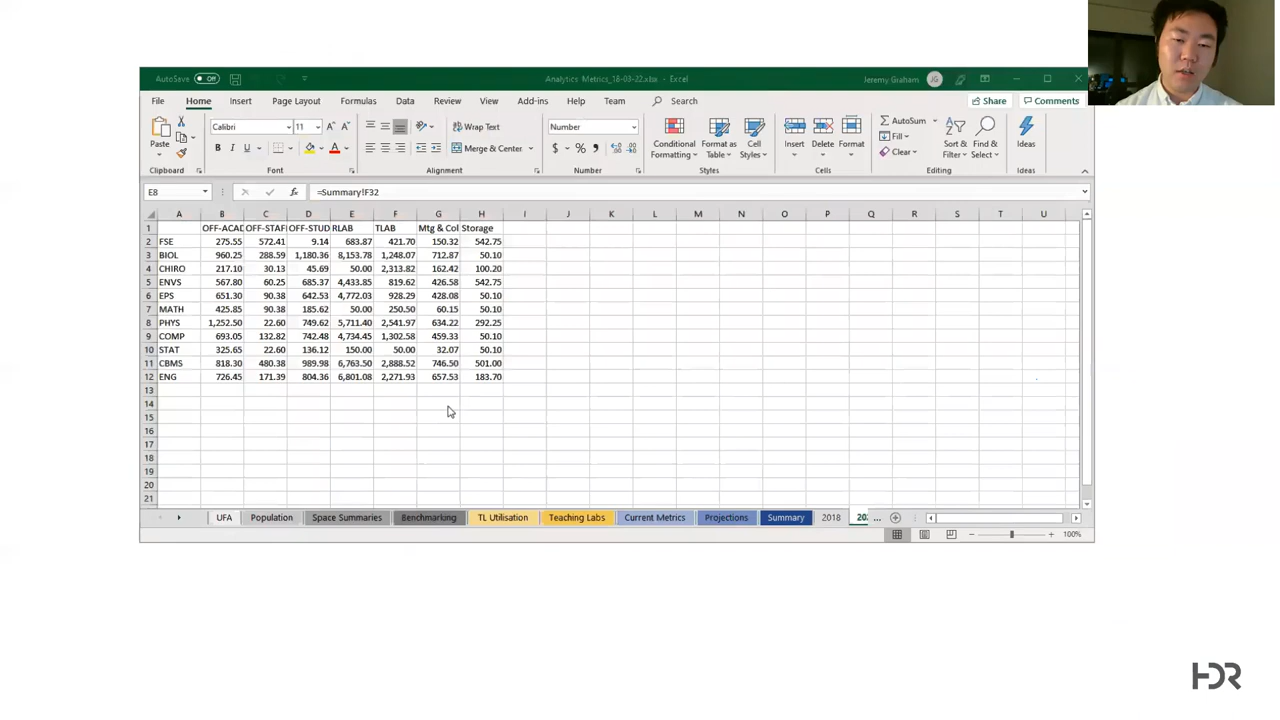 AutoSave Off Analytics Metrics_18-03-22.xlsx - Excel Jeremy Graham JG
File Home Insert Page Layout Formulas Data Review View Add-ins Help Team Search Share Comments
Paste Calibri 11 Wrap Text Number Conditional Format as Cell Insert Delete Format AutoSum Sort & Find & Ideas
B I U Merge & Center $ % Formatting Table Styles Fill Filter Select
Clear
Clipboard Font Alignment Number Styles Cells Editing Ideas
E8 fx =Summary!F32
A B C D E F G H I J K L M N O P Q R S T U
1 OFF-ACAD OFF-STAF OFF-STUD RLAB TLAB Mtg & Col Storage
2 FSE 275.55 572.41 9.14 683.87 421.70 150.32 542.75
3 BIOL 960.25 288.59 1,180.36 8,153.78 1,248.07 712.87 50.10
4 CHIRO 217.10 30.13 45.69 50.00 2,313.82 162.42 100.20
5 ENVS 567.80 60.25 685.37 4,433.85 819.62 426.58 542.75
6 EPS 651.30 90.38 642.53 4,772.03 928.29 428.08 50.10
7 MATH 425.85 90.38 185.62 50.00 250.50 60.15 50.10
8 PHYS 1,252.50 22.60 749.62 5,711.40 2,541.97 634.22 292.25
9 COMP 693.05 132.82 742.48 4,734.45 1,302.58 459.33 50.10
10 STAT 325.65 22.60 136.12 150.00 50.00 32.07 50.10
11 CBMS 818.30 480.38 989.98 6,763.50 2,888.52 746.50 501.00
12 ENG 726.45 171.39 804.36 6,801.08 2,271.93 657.53 183.70
13
14
15
16
17
18
19
20
21
UFA Population Space Summaries Benchmarking TL Utilisation Teaching Labs Current Metrics Projections Summary 2018 ...
100%
HDR